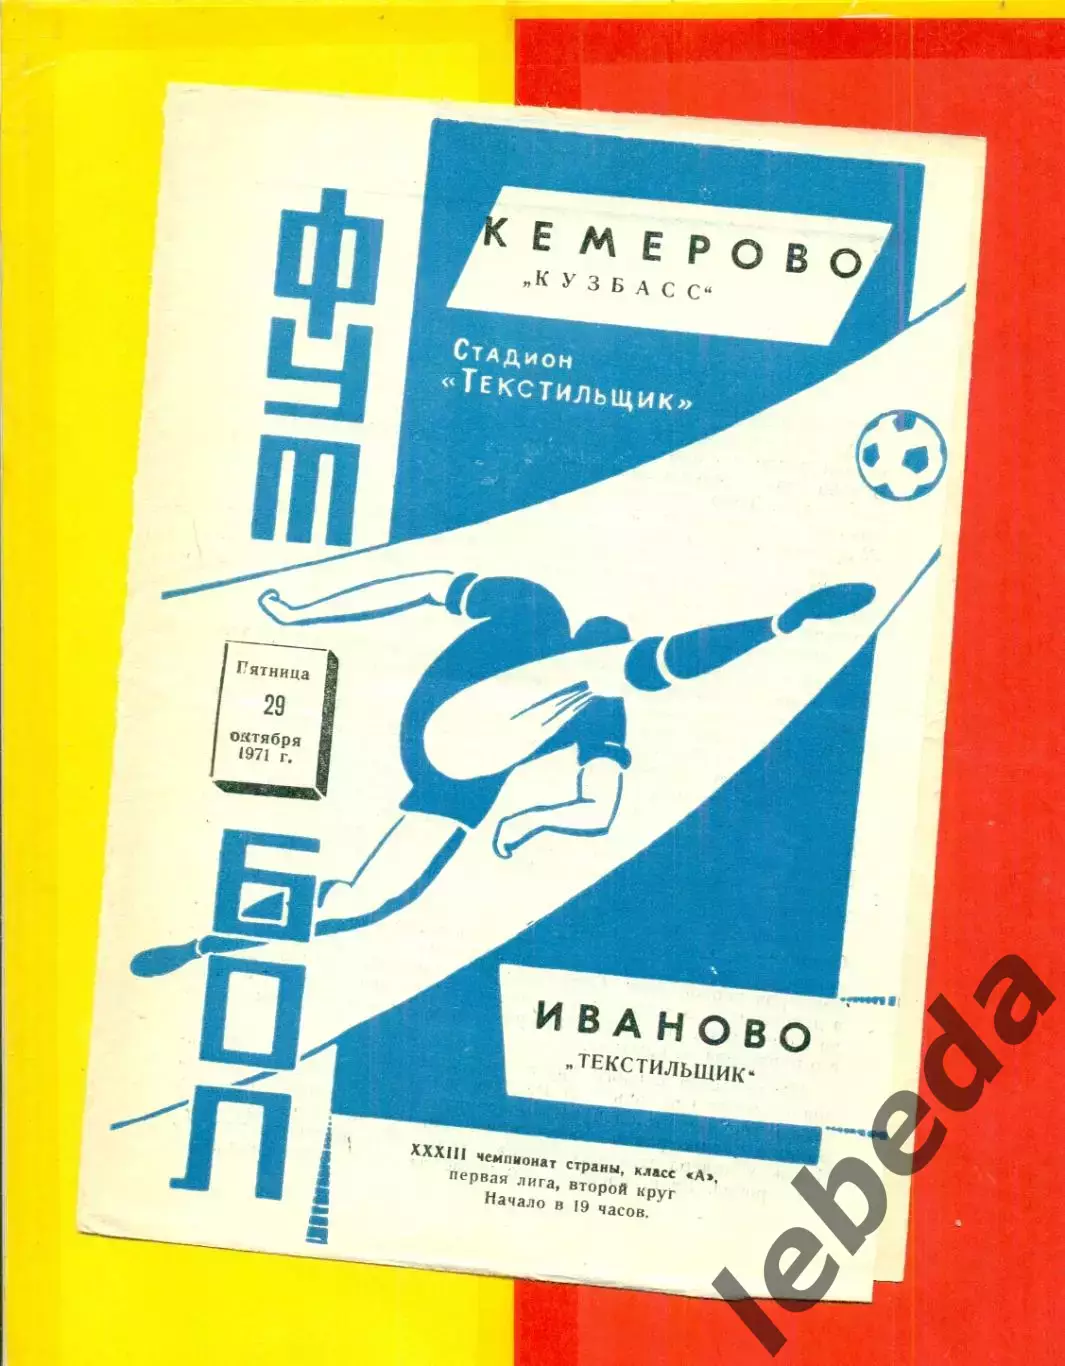 ФУТ
БОЛ
КЕМЕРОВО
„КУЗБАСС“
Стадион
«Текстильщик»
Пятница
29
октября
1971 г.
ИВАНОВО
„ТЕКСТИЛЬЩИК“
XXXIII чемпионат страны, класс «А»,
первая лига, второй круг
Начало в 19 часов.
lebeda